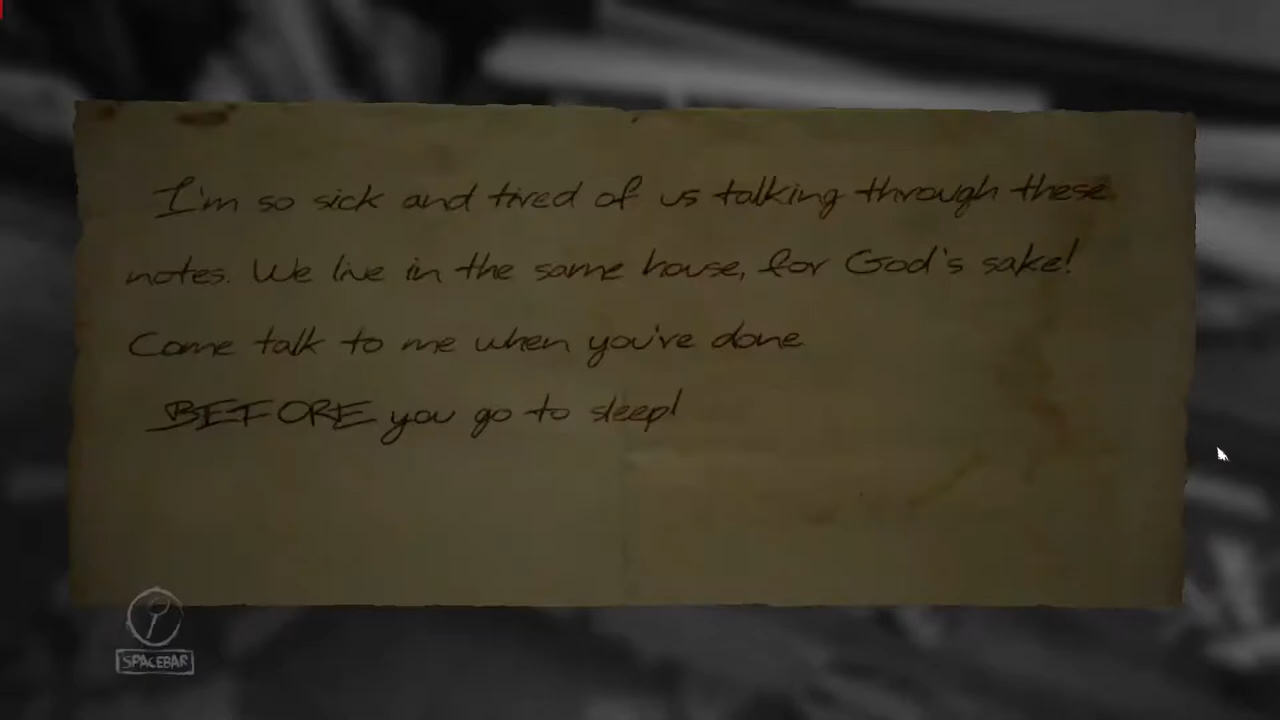 I'm so sick and tired of us talking through these
notes. We live in the same house, for God's sake!
Come talk to me when you're done
BEFORE you go to sleep!
SPACEBAR